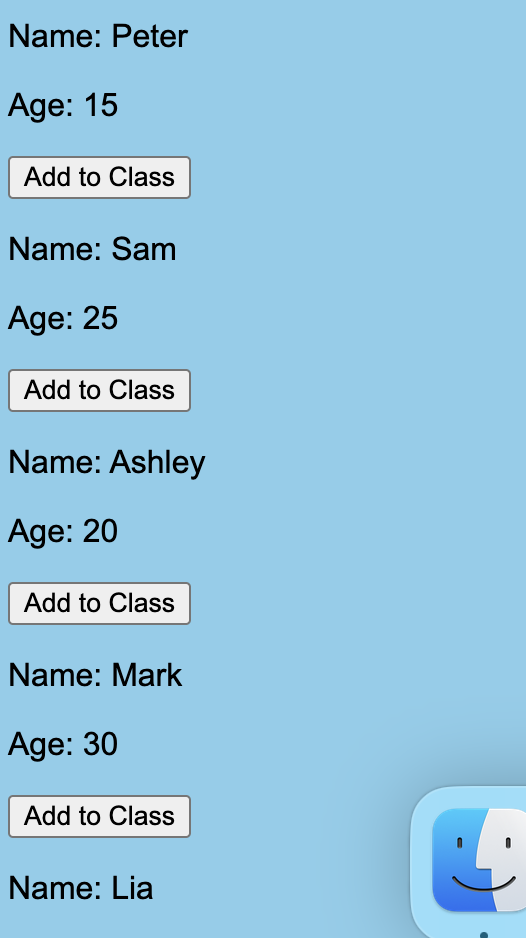 Name: Peter
Age: 15
Add to Class
Name: Sam
Age: 25
Add to Class
Name: Ashley
Age: 20
Add to Class
Name: Mark
Age: 30
Add to Class
Name: Lia